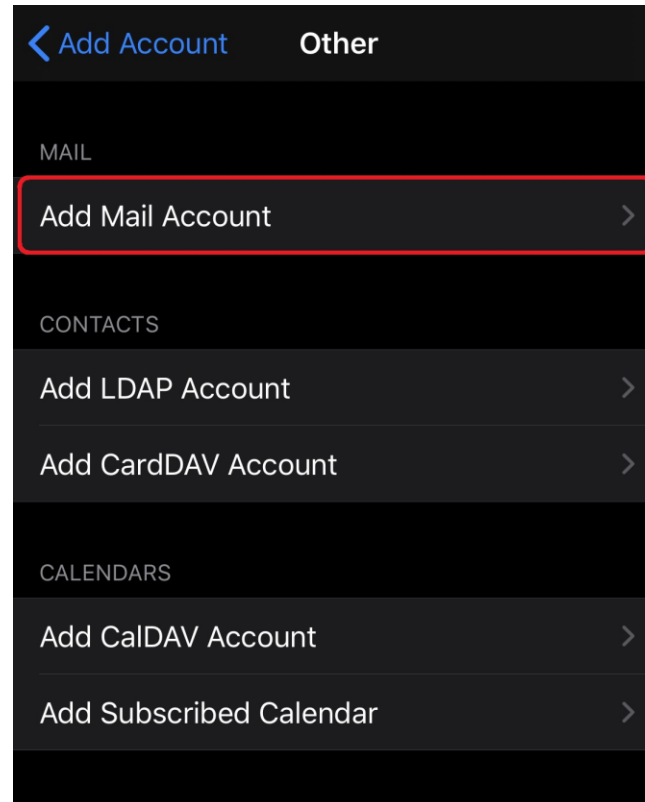 Add Account Other
MAIL
Add Mail Account
CONTACTS
Add LDAP Account
Add CardDAV Account
CALENDARS
Add CalDAV Account
Add Subscribed Calendar